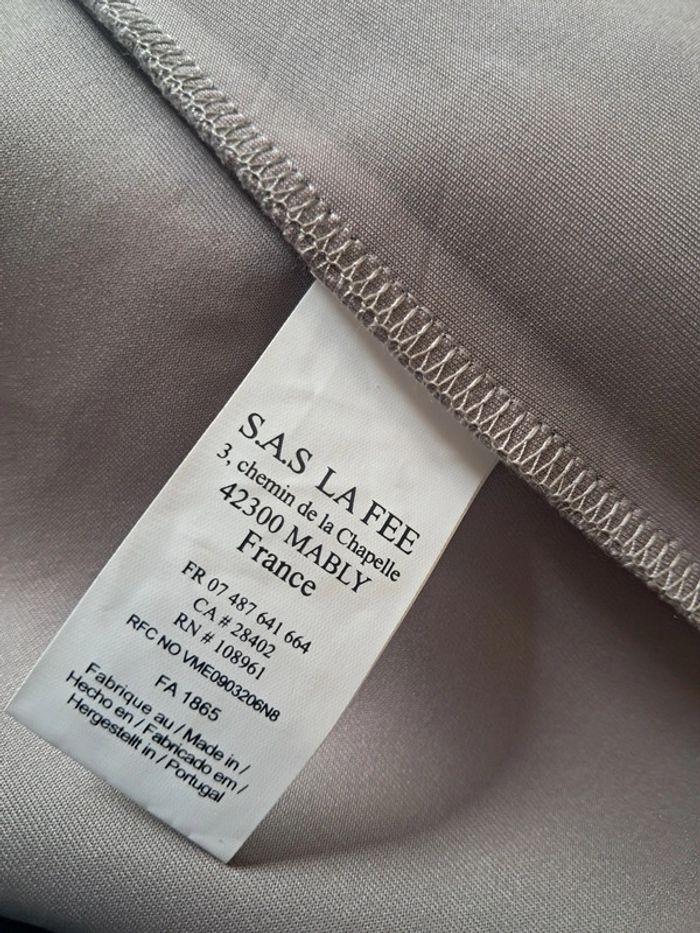 S.A.S LA FEE
3, chemin de la Chapelle
42300 MABLY
France
FR 07 487 641 664
CA # 28402
RN # 108961
RFC NO VME0903206N8
FA 1865
Fabrique au / Made in /
Hecho en / Fabricado em /
Hergestellt in / Portugal